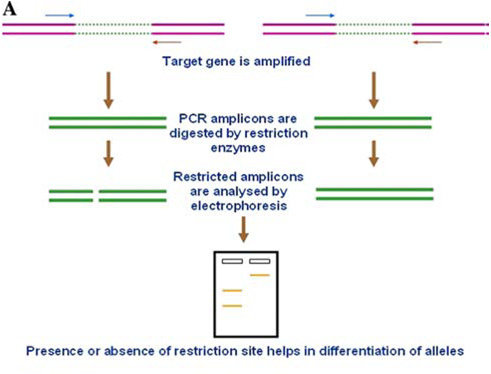 A
Target gene is amplified
PCR amplicons are
digested by restriction
enzymes
Restricted amplicons
are analysed by
electrophoresis
Presence or absence of restriction site helps in differentiation of alleles